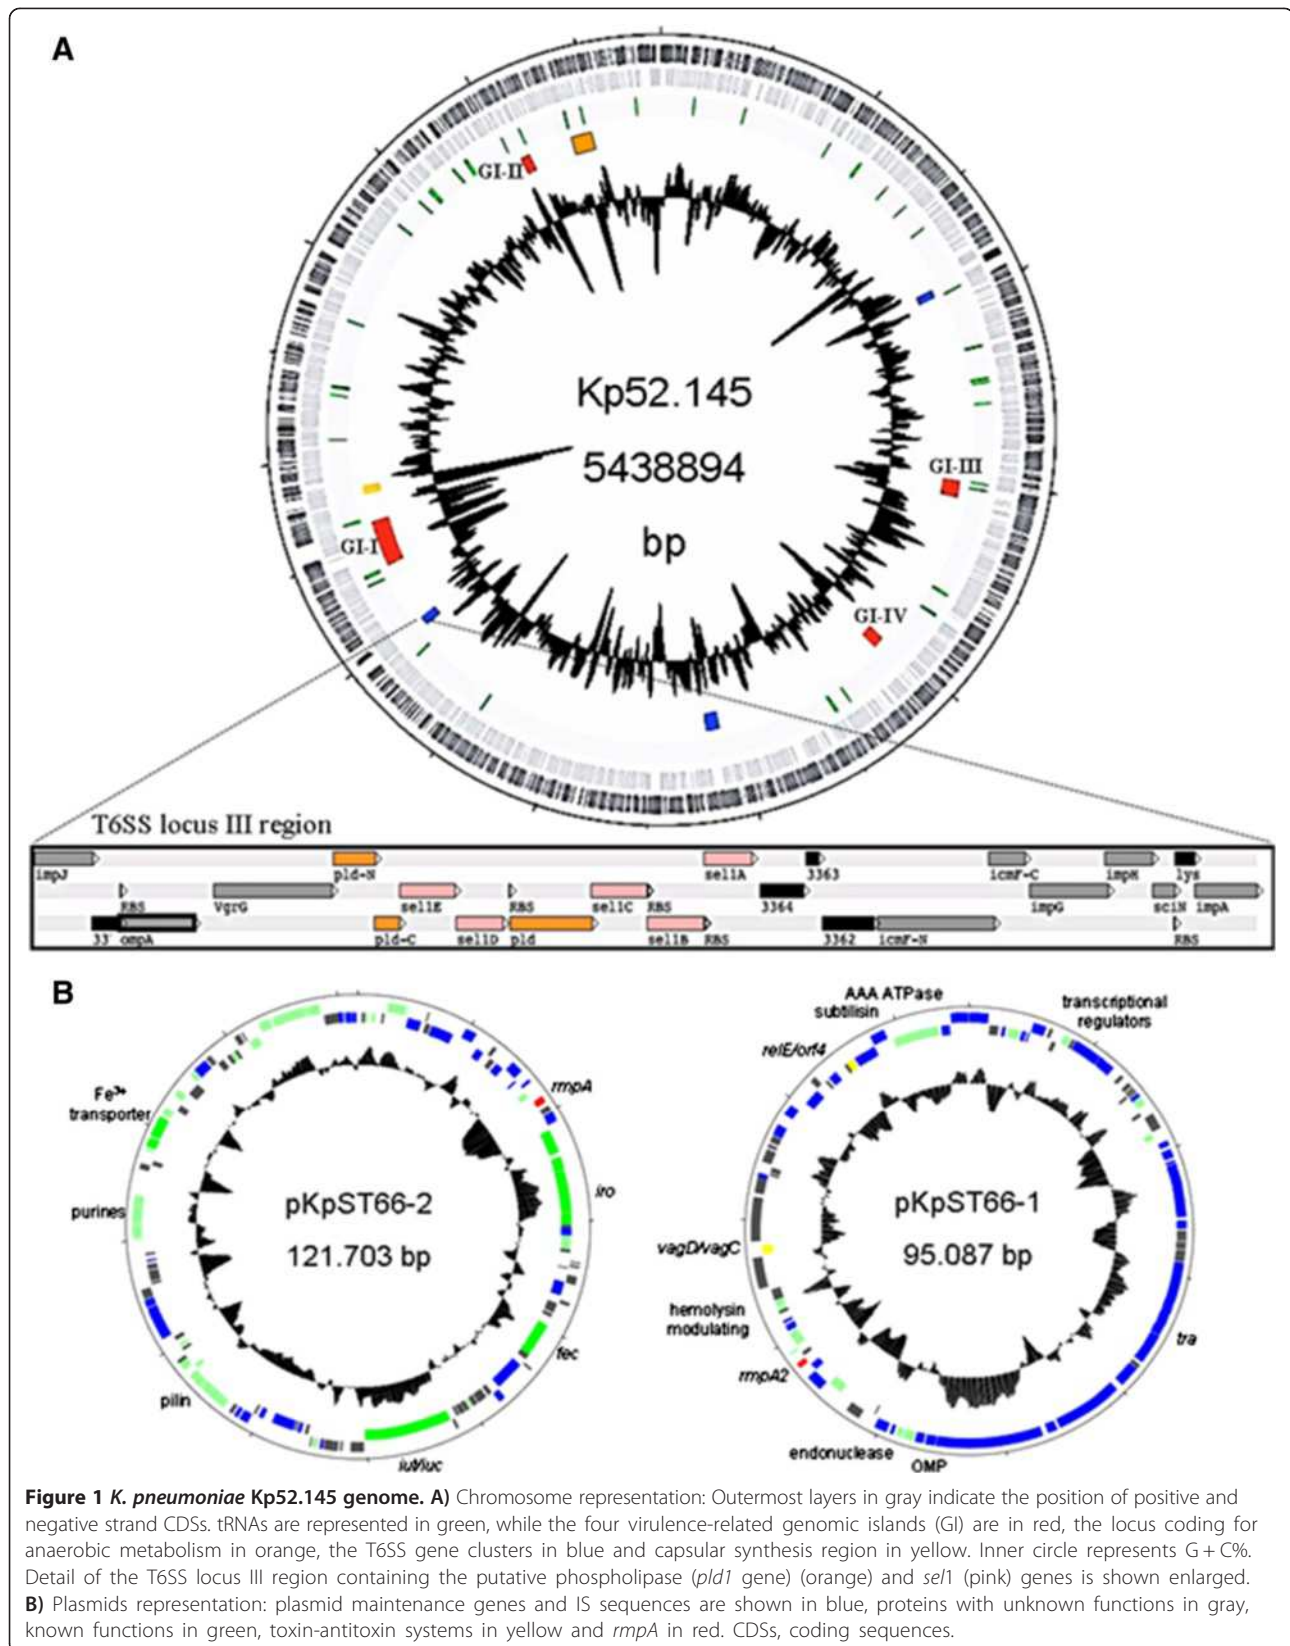 A
GI-II
Kp52.145
5438894
bp
GI-III
GI-I
GI-IV
T6SS locus III region
impJ pld-N sel1A 3363 icmF-C impH lys
RBS VgrG sel1E RBS sel1C RBS 3364 impG sciN impA
33 ompA pld-C sel1D pld sel1B RBS 3362 icmF-N RBS
B
rmpA
Fe3+
transporter
pKpST66-2
121.703 bp
iro
purines
fec
pilin
iut/iuc
AAA ATPase
subtilisin
transcriptional
regulators
relE/orf4
pKpST66-1
95.087 bp
vagD/vagC
hemolysin
modulating
tra
rmpA2
endonuclease
OMP
Figure 1 K. pneumoniae Kp52.145 genome. A) Chromosome representation: Outermost layers in gray indicate the position of positive and
negative strand CDSs. tRNAs are represented in green, while the four virulence-related genomic islands (GI) are in red, the locus coding for
anaerobic metabolism in orange, the T6SS gene clusters in blue and capsular synthesis region in yellow. Inner circle represents G + C%.
Detail of the T6SS locus III region containing the putative phospholipase (pld1 gene) (orange) and sel1 (pink) genes is shown enlarged.
B) Plasmids representation: plasmid maintenance genes and IS sequences are shown in blue, proteins with unknown functions in gray,
known functions in green, toxin-antitoxin systems in yellow and rmpA in red. CDSs, coding sequences.